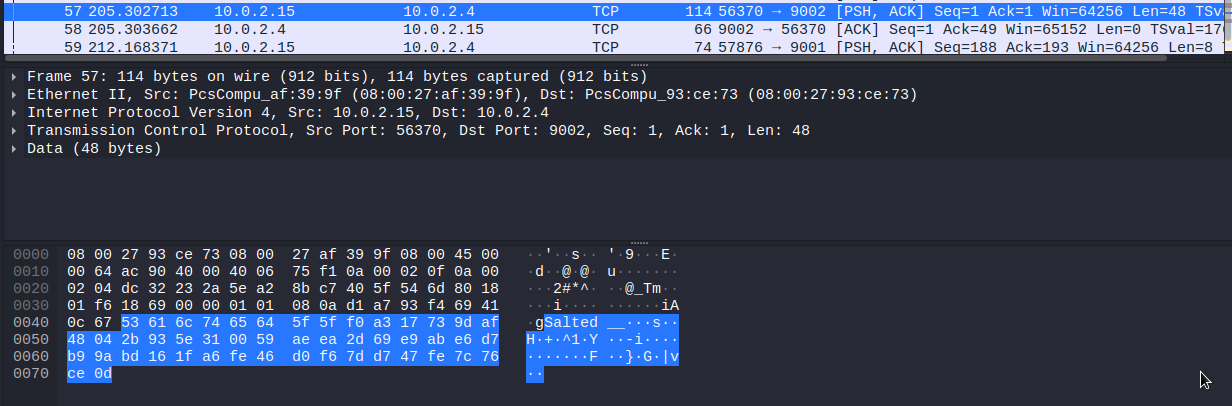 57 205.302713 10.0.2.15 10.0.2.4 TCP 114 56370 → 9002 [PSH, ACK] Seq=1 Ack=1 Win=64256 Len=48
58 205.303662 10.0.2.4 10.0.2.15 TCP 66 9002 → 56370 [ACK] Seq=1 Ack=49 Win=65152 Len=0
59 212.168371 10.0.2.15 10.0.2.4 TCP 74 57876 → 9001 [PSH, ACK] Seq=188 Ack=193 Win=64256 Len=8
Frame 57: 114 bytes on wire (912 bits), 114 bytes captured (912 bits)
Ethernet II, Src: PcsCompu_af:39:9f (08:00:27:af:39:9f), Dst: PcsCompu_93:ce:73 (08:00:27:93:ce:73)
Internet Protocol Version 4, Src: 10.0.2.15, Dst: 10.0.2.4
Transmission Control Protocol, Src Port: 56370, Dst Port: 9002, Seq: 1, Ack: 1, Len: 48
Data (48 bytes)
0000 08 00 27 93 ce 73 08 00 27 af 39 9f 08 00 45 00 ··'··s·· '·9···E·
0010 00 64 ac 90 40 00 40 06 75 f1 0a 00 02 0f 0a 00 ·d··@·@· u·······
0020 02 04 dc 32 23 2a 5e a2 8b c7 40 5f 54 6d 80 18 ···2#*^· ··@_Tm··
0030 01 f6 18 69 00 00 01 01 08 0a d1 a7 93 f4 69 41 ···i···· ······iA
0040 0c 67 53 61 6c 74 65 64 5f 5f f0 a3 17 73 9d af ·gSalted __···s··
0050 48 04 2b 93 5e 31 00 59 ae ea 2d 69 e9 ab e6 d7 H·+·^1·Y ··-i····
0060 b9 9a bd 16 1f a6 fe 46 d0 f6 7d d7 47 fe 7c 76 ·······F ··}·G·|v
0070 ce 0d ··